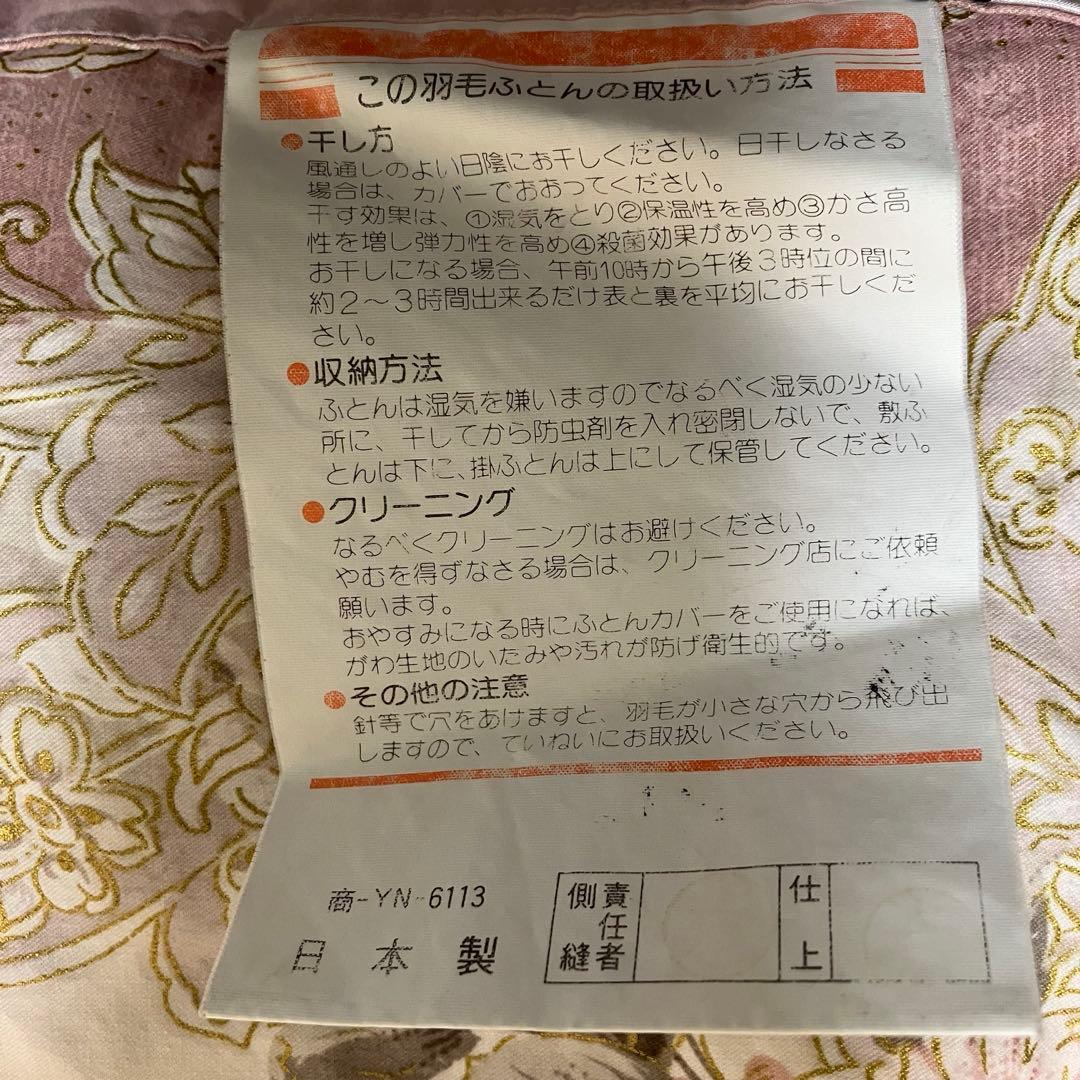 この羽毛ふとんの取扱い方法
●干し方
風通しのよい日陰にお干しください。日干しなさる
場合は、カバーでおおってください。
干す効果は、①湿気をとり②保温性を高め③かさ高
性を増し弾力性を高め④殺菌効果があります。
お干しになる場合、午前10時から午後3時位の間に
約2～3時間出来るだけ表と裏を平均にお干しくだ
さい。
●収納方法
ふとんは湿気を嫌いますのでなるべく湿気の少ない
所に、干してから防虫剤を入れ密閉しないで、敷ふ
とんは下に、掛ふとんは上にして保管してください。
●クリーニング
なるべくクリーニングはお避けください。
やむを得ずなさる場合は、クリーニング店にご依頼
願います。
おやすみになる時にふとんカバーをご使用になれば、
がわ生地のいたみや汚れが防げ衛生的です。
●その他の注意
針等で穴をあけますと、羽毛が小さな穴から飛び出
しますので、ていねいにお取扱いください。
商-YN-6113
日本製
側縫
責任者
仕上